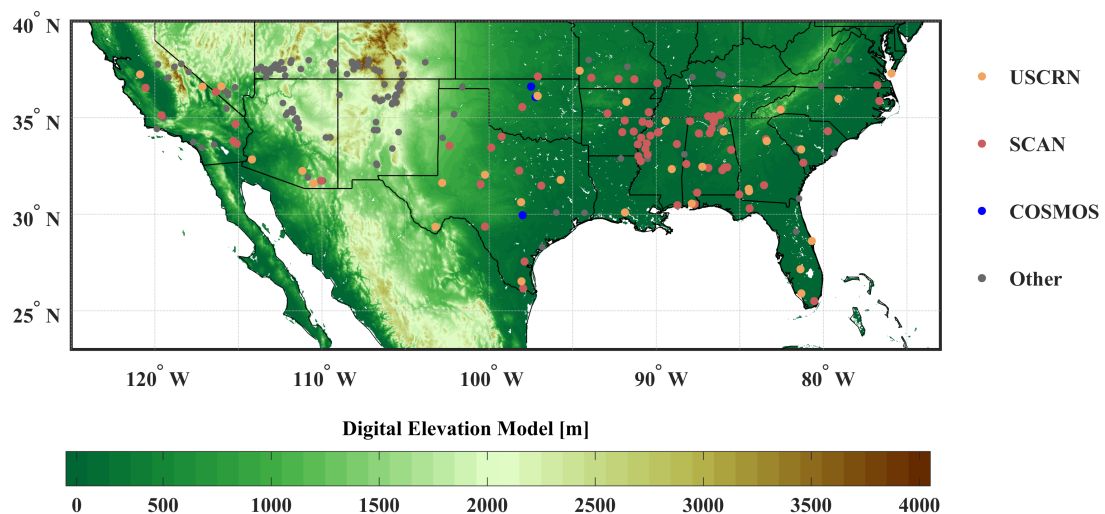 40° N
35° N
30° N
25° N
120° W
110° W
100° W
90° W
80° W
USCRN
SCAN
COSMOS
Other
Digital Elevation Model [m]
0 500 1000 1500 2000 2500 3000 3500 4000